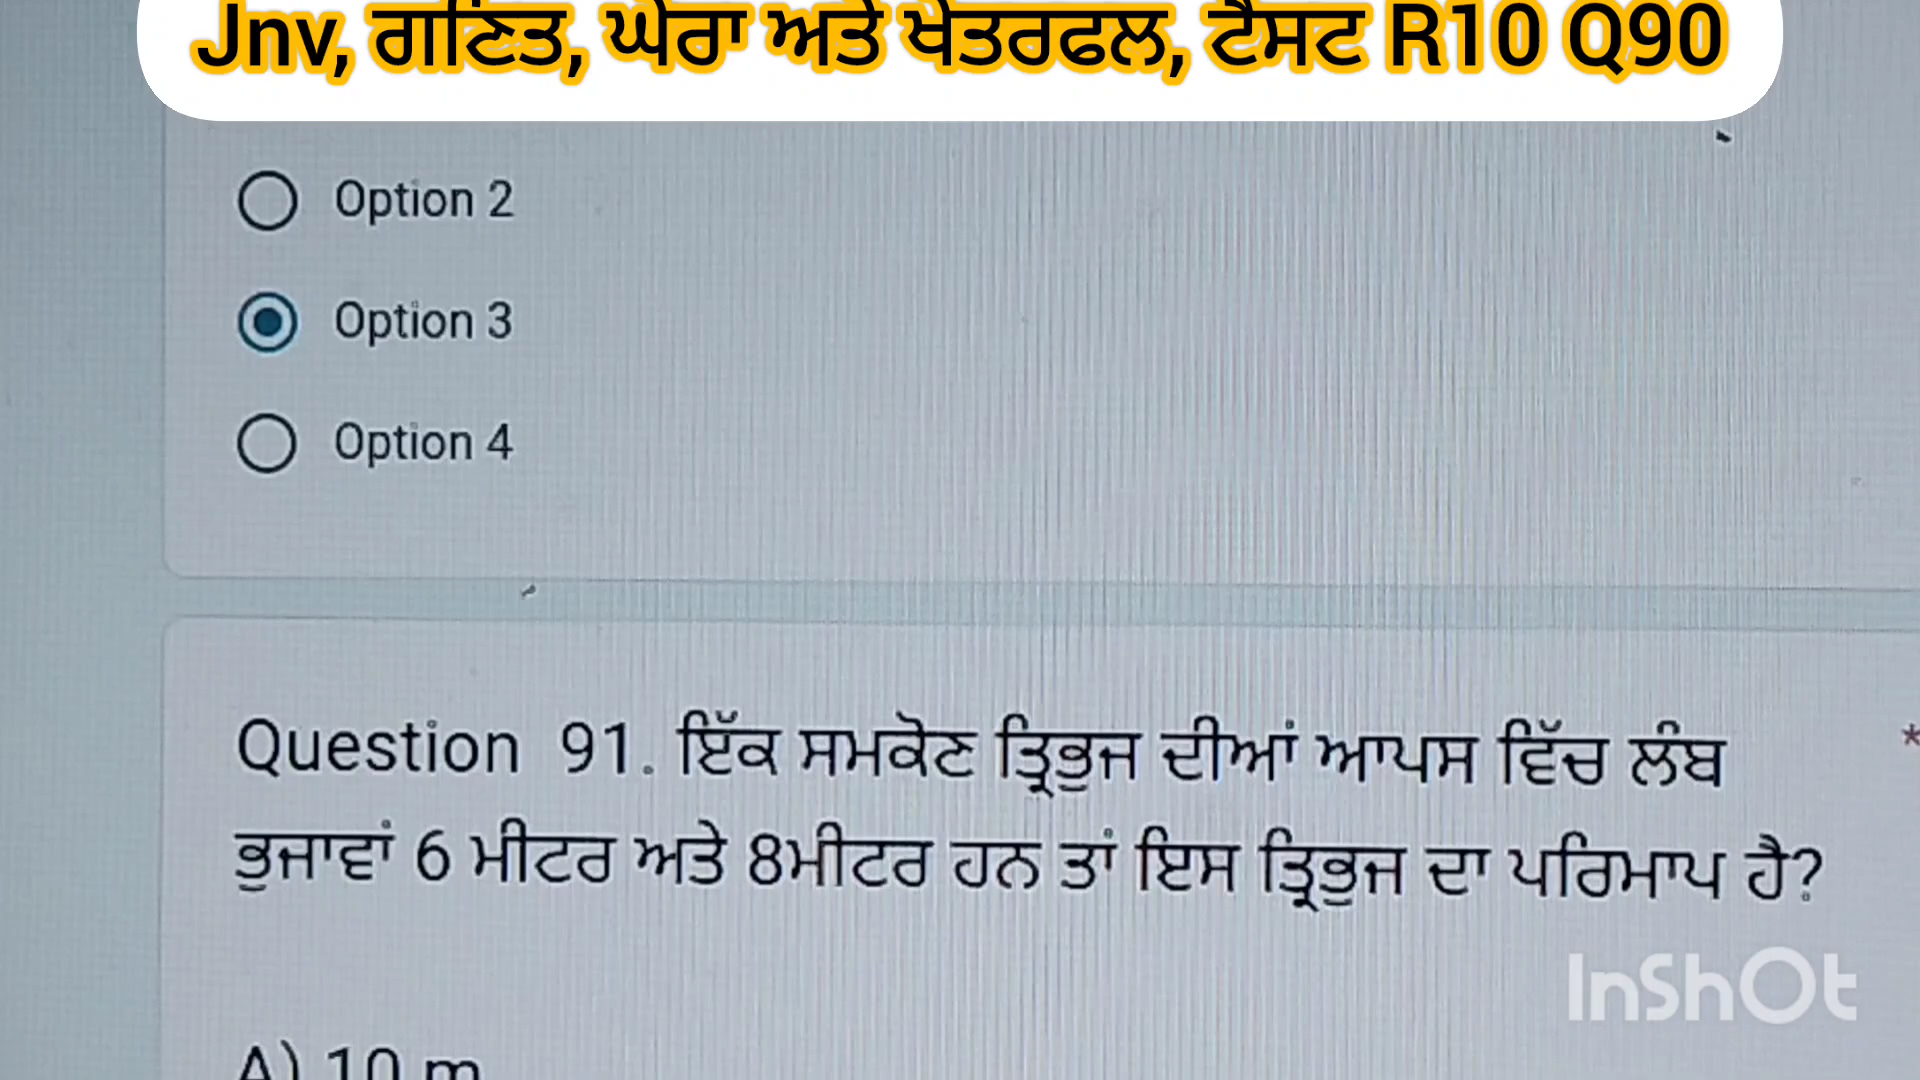 Jnv, ਗਣਿਤ, ਘੇਰਾ ਅਤੇ ਖੇਤਰਫਲ, ਟੈਸਟ R10 Q90
Option 2
Option 3
Option 4
Question 91. ਇੱਕ ਸਮਕੋਣ ਤ੍ਰਿਭੁਜ ਦੀਆਂ ਆਪਸ ਵਿੱਚ ਲੰਬ *
ਭੁਜਾਵਾਂ 6 ਮੀਟਰ ਅਤੇ 8ਮੀਟਰ ਹਨ ਤਾਂ ਇਸ ਤ੍ਰਿਭੁਜ ਦਾ ਪਰਿਮਾਪ ਹੈ?
A) 10 m
InShOt